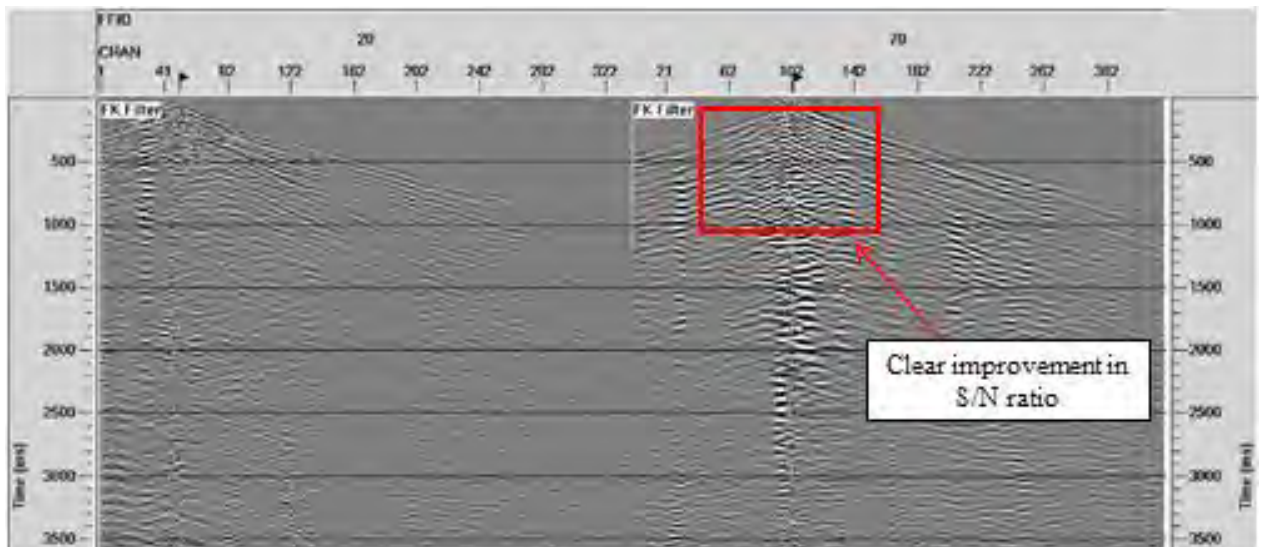 FFID
20 70
CHAN
1 41 82 122 162 202 242 282 322 21 62 102 142 182 222 262 302
FK Filter FK Filter
500 500
1000 1000
1500 1500
2000 2000
Clear improvement in
S/N ratio
2500 2500
3000 3000
3500 3500
Time (ms) Time (ms)